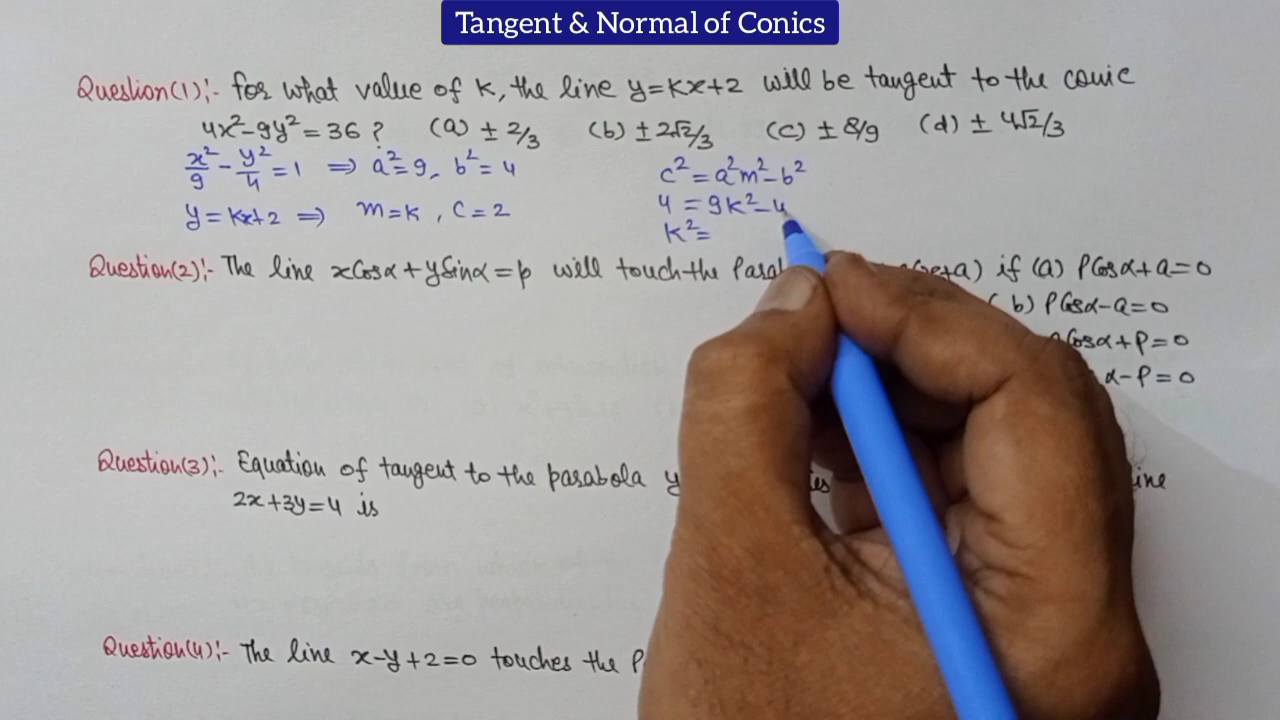 Tangent & Normal of Conics
Question(1):- for what value of k, the line y=kx+2 will be tangent to the conic
4x²-9y²=36 ? (a) ± 2/3 (b) ± 2√2/3 (c) ± 8/9 (d) ± 4√2/3
x²/9 - y²/4 = 1 ⇒ a²=9, b²=4
y=kx+2 ⇒ m=k, c=2
c²=a²m²-b²
4 = 9k²-4
k²=
Question(2):- The line xCosα+ySinα=p will touch the +a) if (a) PCosα+a=0
b) PCosα-a=0
Cosα+P=0
α-P=0
Question(3):- Equation of tangent to the parabola y
2x+3y=4 is
Question(4):- The line x-y+2=0 touches the P